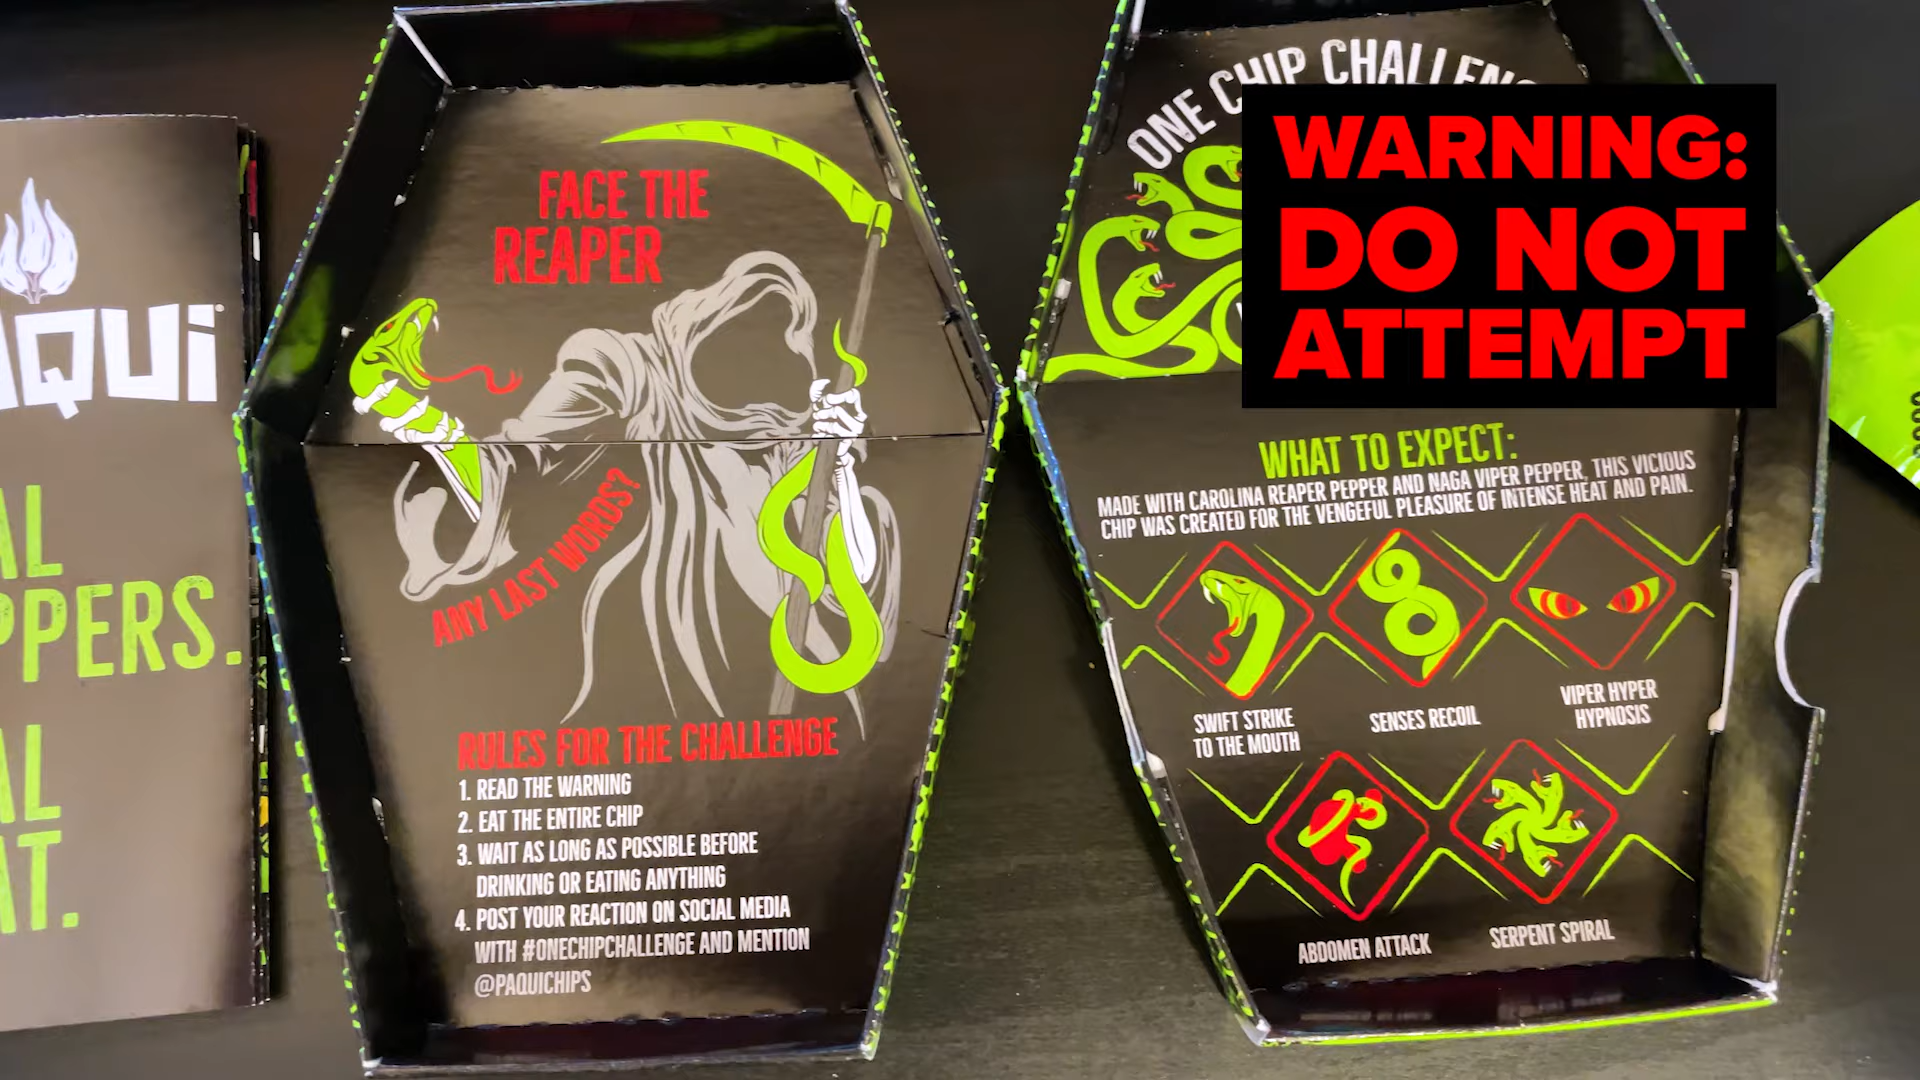 AQUI
AL
PPERS.
AL
AT.
FACE THE
REAPER
ANY LAST WORDS?
RULES FOR THE CHALLENGE
1. READ THE WARNING
2. EAT THE ENTIRE CHIP
3. WAIT AS LONG AS POSSIBLE BEFORE
DRINKING OR EATING ANYTHING
4. POST YOUR REACTION ON SOCIAL MEDIA
WITH #ONECHIPCHALLENGE AND MENTION
@PAQUICHIPS
ONE CHIP CHALLENG
WARNING:
DO NOT
ATTEMPT
WHAT TO EXPECT:
MADE WITH CAROLINA REAPER PEPPER AND NAGA VIPER PEPPER, THIS VICIOUS
CHIP WAS CREATED FOR THE VENGEFUL PLEASURE OF INTENSE HEAT AND PAIN.
SWIFT STRIKE
TO THE MOUTH
SENSES RECOIL
VIPER HYPER
HYPNOSIS
ABDOMEN ATTACK
SERPENT SPIRAL